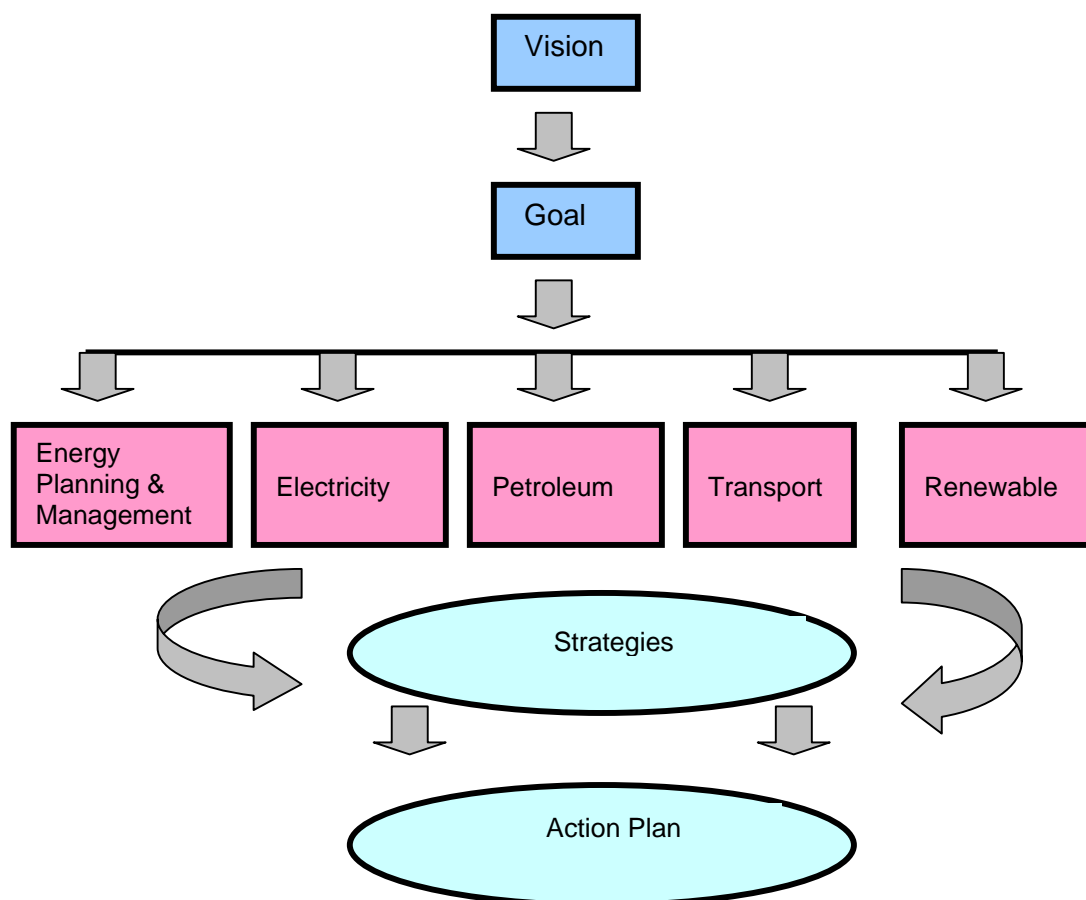 Vision
Goal
Energy
Planning &
Management
Electricity
Petroleum
Transport
Renewable
Strategies
Action Plan